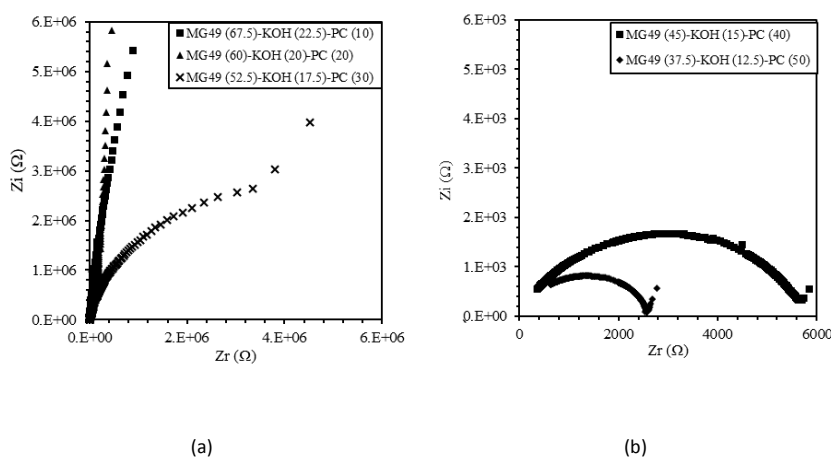 6.E+06
5.E+06
4.E+06
3.E+06
2.E+06
1.E+06
0.E+00
Zi (Ω)
MG49 (67.5)-KOH (22.5)-PC (10)
MG49 (60)-KOH (20)-PC (20)
MG49 (52.5)-KOH (17.5)-PC (30)
0.E+00 2.E+06 4.E+06 6.E+06
Zr (Ω)
(a)
6.E+03
5.E+03
4.E+03
3.E+03
2.E+03
1.E+03
0.E+00
Zi (Ω)
MG49 (45)-KOH (15)-PC (40)
MG49 (37.5)-KOH (12.5)-PC (50)
0 2000 4000 6000
Zr (Ω)
(b)